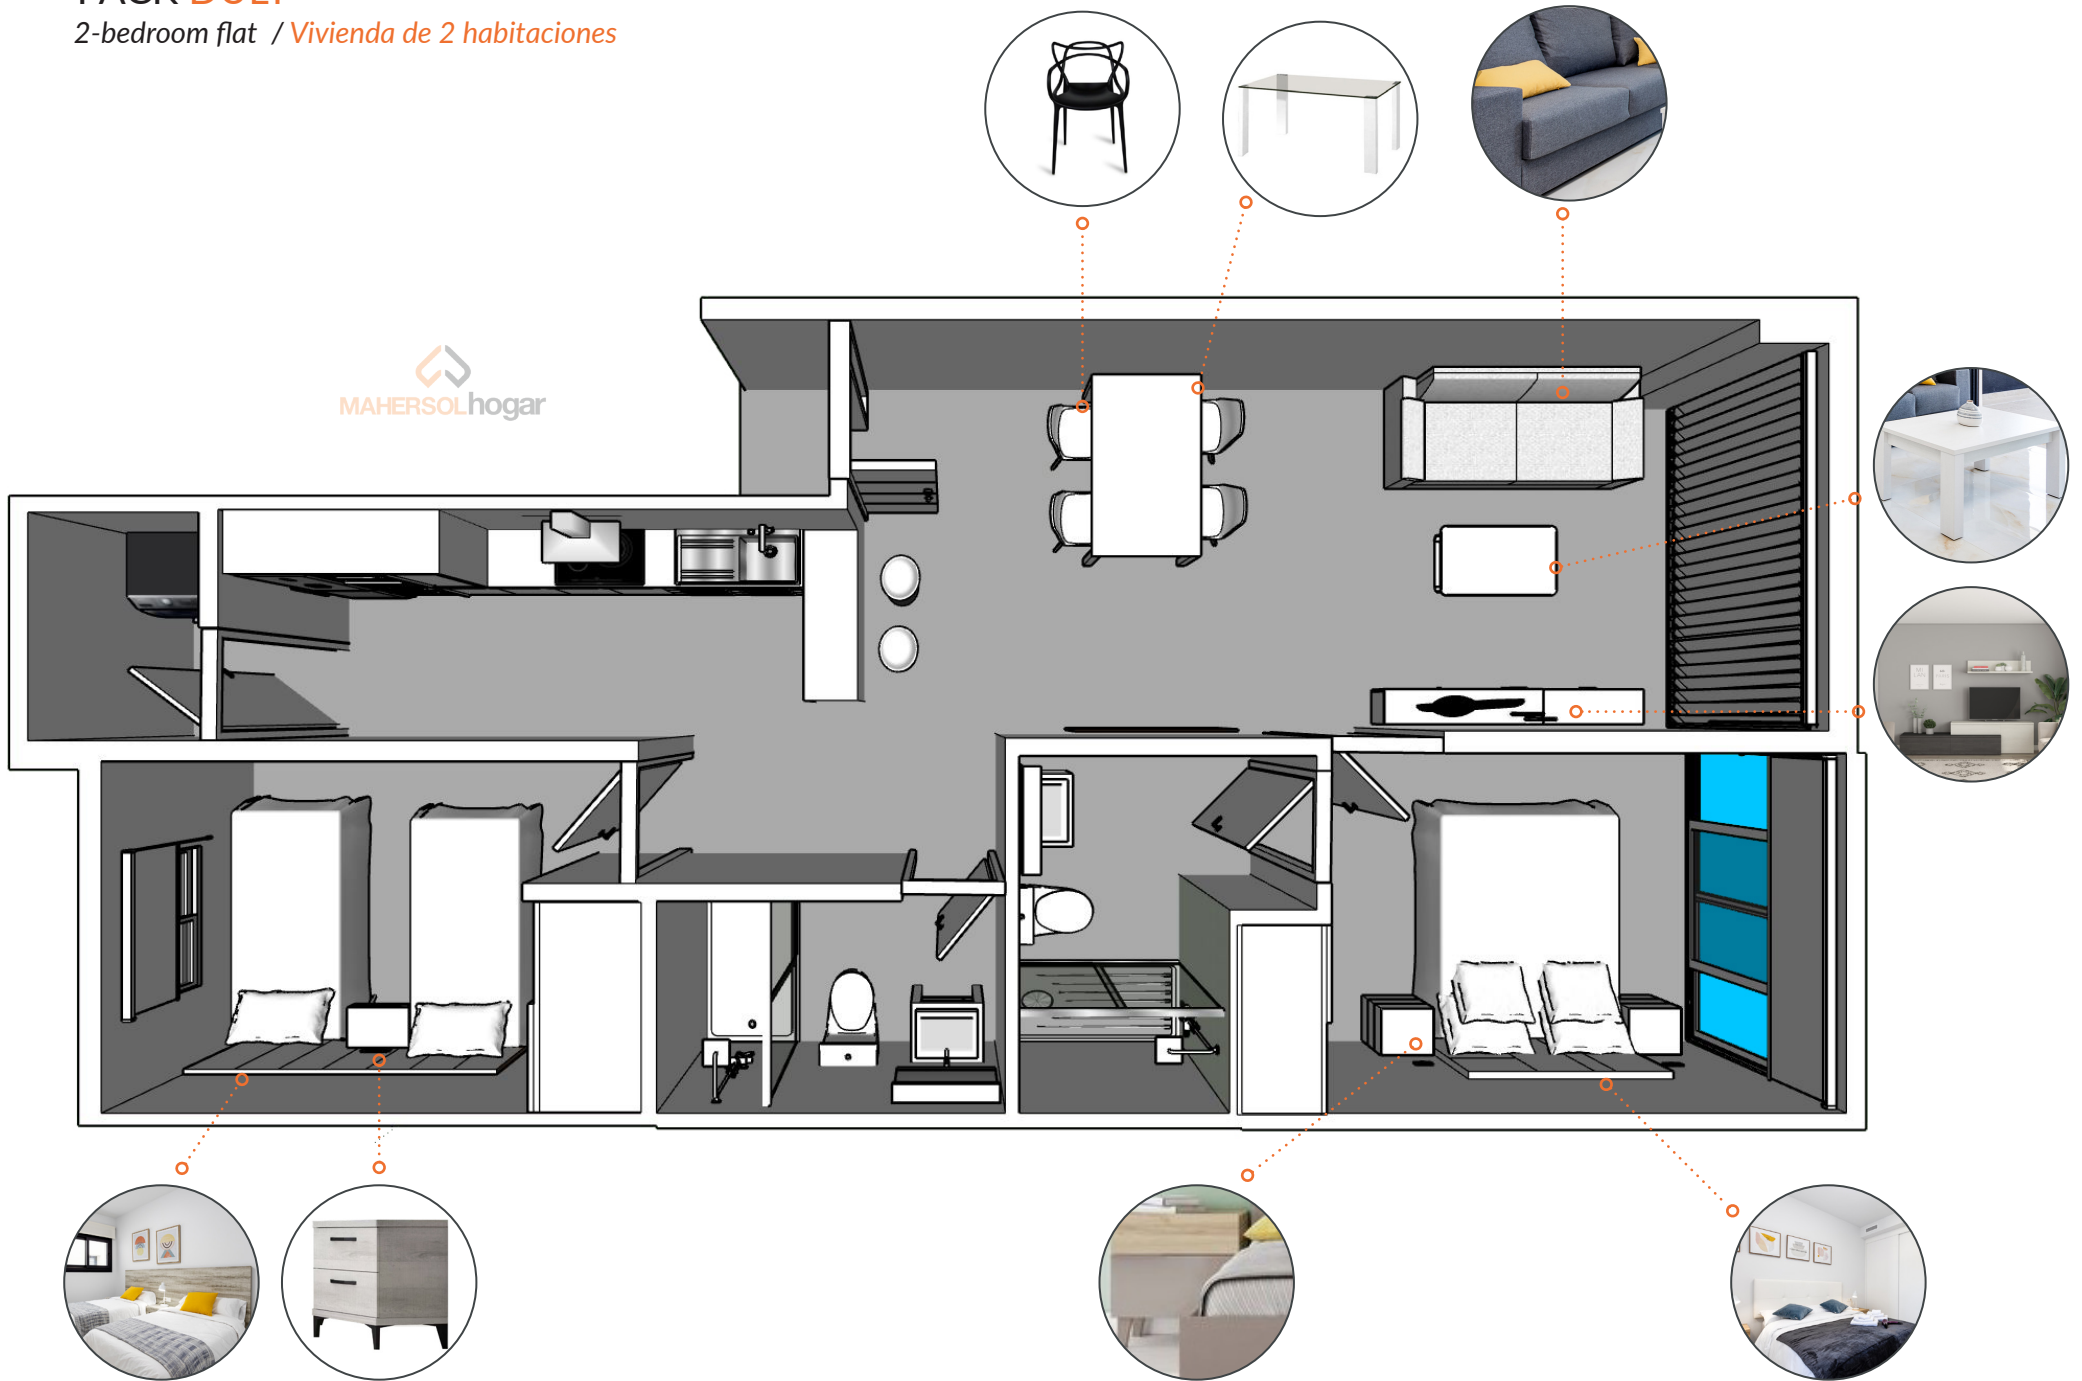 2-bedroom flat / Vivienda de 2 habitaciones
MAHERSOLhogar